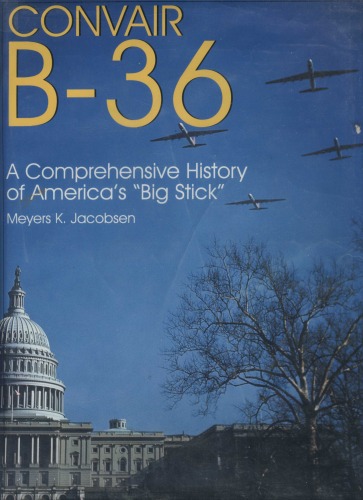 CONVAIR
B-36
A Comprehensive History
of America's "Big Stick"
Meyers K. Jacobsen